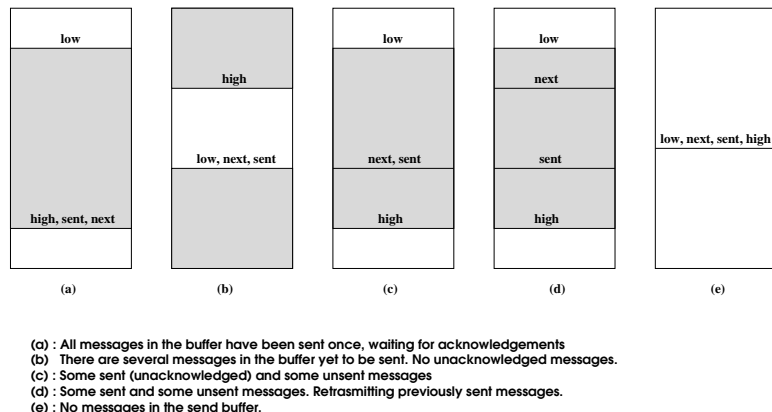 low
high, sent, next
(a)
high
low, next, sent
(b)
low
next, sent
high
(c)
low
next
sent
high
(d)
low, next, sent, high
(e)
(a) : All messages in the buffer have been sent once, waiting for acknowledgements
(b) There are several messages in the buffer yet to be sent. No unacknowledged messages.
(c) : Some sent (unacknowledged) and some unsent messages
(d) : Some sent and some unsent messages. Retrasmitting previously sent messages.
(e) : No messages in the send buffer.